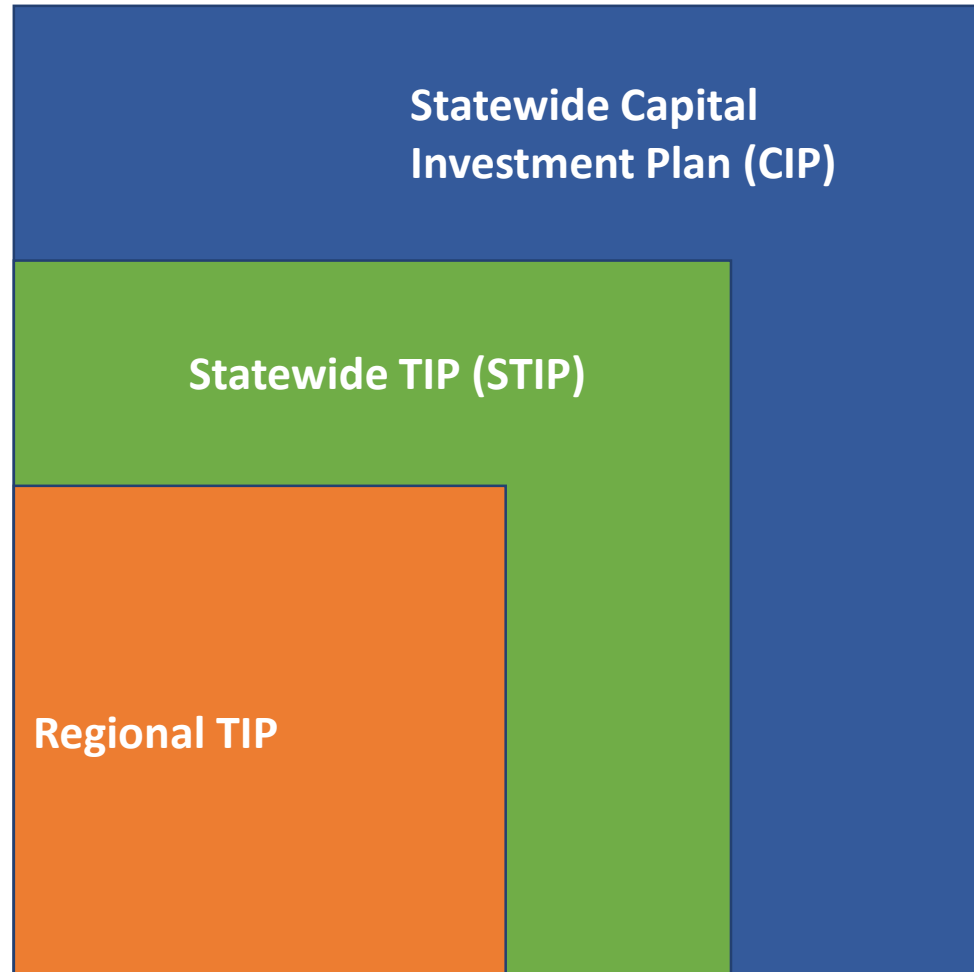 Statewide Capital
Investment Plan (CIP)
Statewide TIP (STIP)
Regional TIP